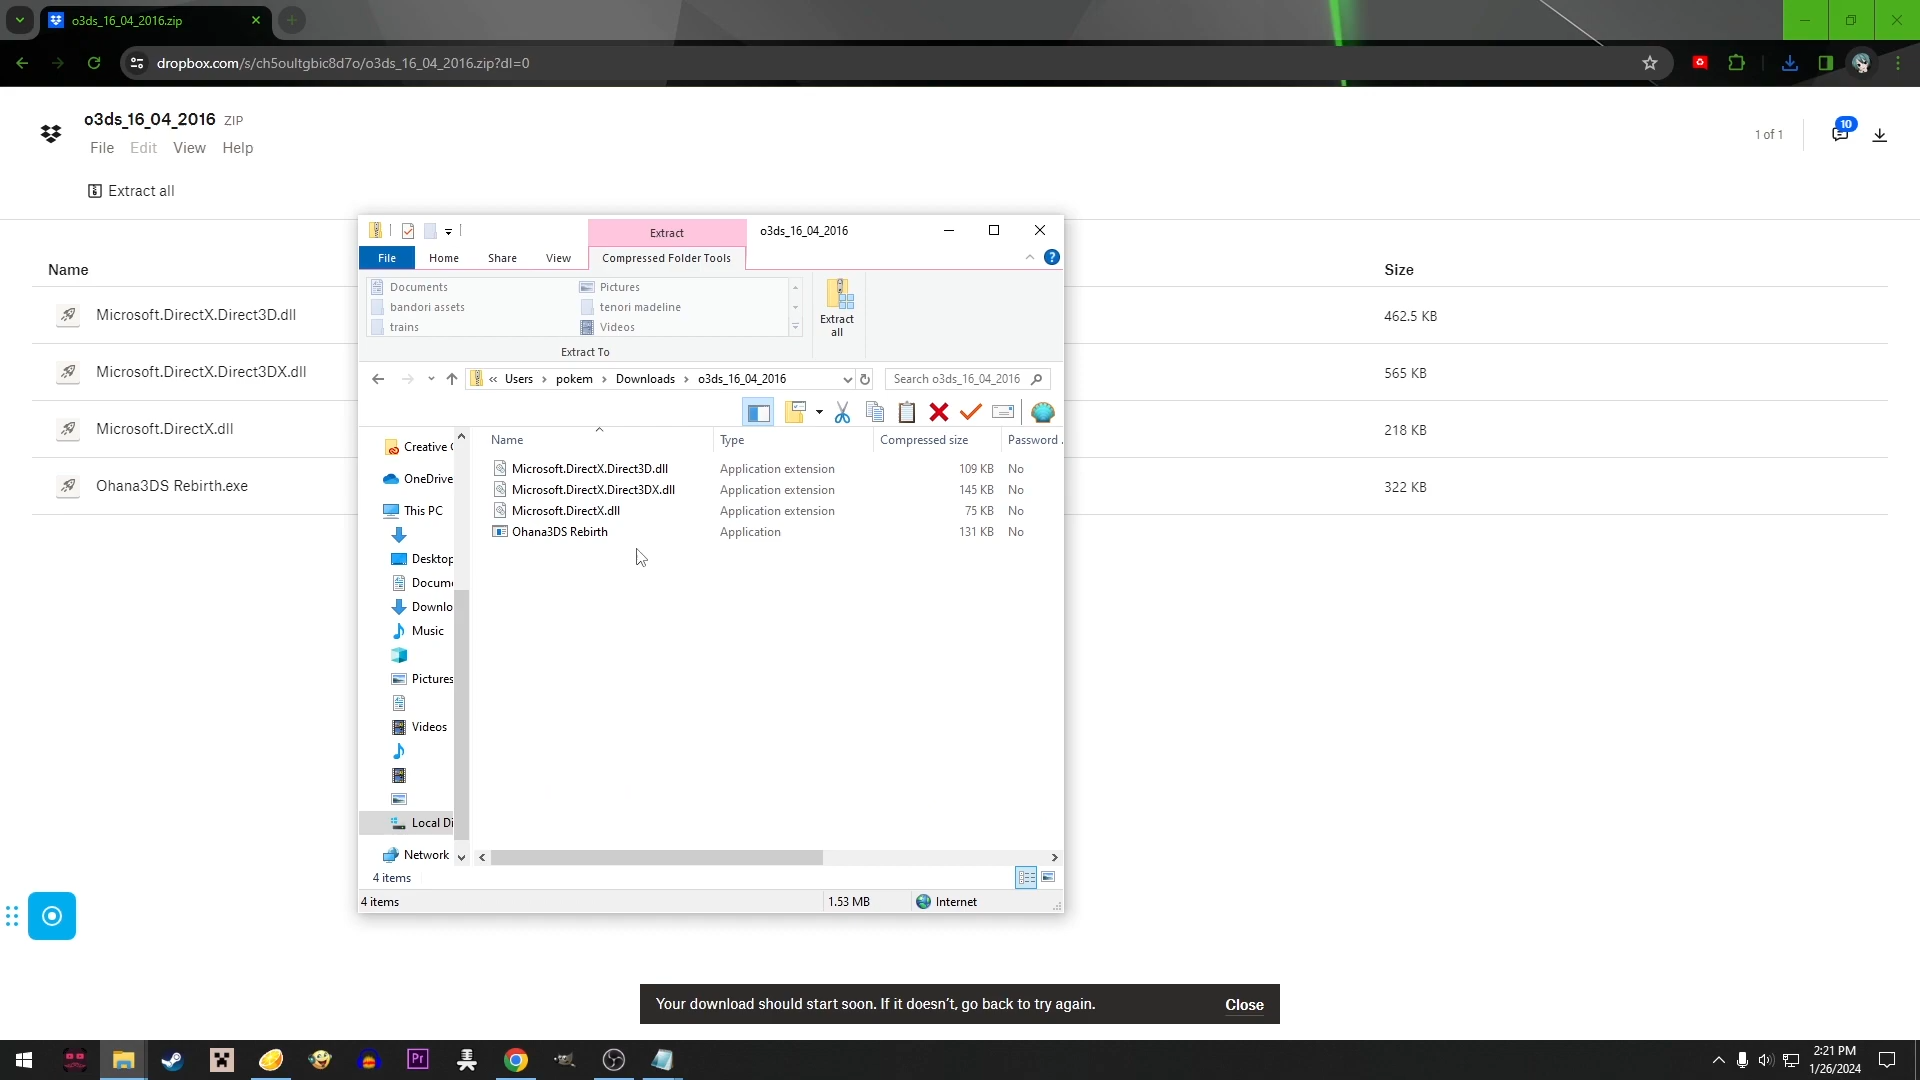 o3ds_16_04_2016.zip
dropbox.com/s/ch5oultgbic8d7o/o3ds_16_04_2016.zip?dl=0
o3ds_16_04_2016 ZIP
File Edit View Help
1 of 1
10
Extract all
Name
Size
Microsoft.DirectX.Direct3D.dll
462.5 KB
Microsoft.DirectX.Direct3DX.dll
565 KB
Microsoft.DirectX.dll
218 KB
Ohana3DS Rebirth.exe
322 KB
Extract
o3ds_16_04_2016
File Home Share View Compressed Folder Tools
Documents
Pictures
bandori assets
tenori madeline
trains
Videos
Extract all
Extract To
« Users > pokem > Downloads > o3ds_16_04_2016
Search o3ds_16_04_2016
Name Type Compressed size Password
Microsoft.DirectX.Direct3D.dll Application extension 109 KB No
Microsoft.DirectX.Direct3DX.dll Application extension 145 KB No
Microsoft.DirectX.dll Application extension 75 KB No
Ohana3DS Rebirth Application 131 KB No
Creative
OneDrive
This PC
Desktop
Docume
Downlo
Music
Pictures
Videos
Local Di
Network
4 items
4 items
1.53 MB
Internet
Your download should start soon. If it doesn't, go back to try again.
Close
Pr
2:21 PM
1/26/2024